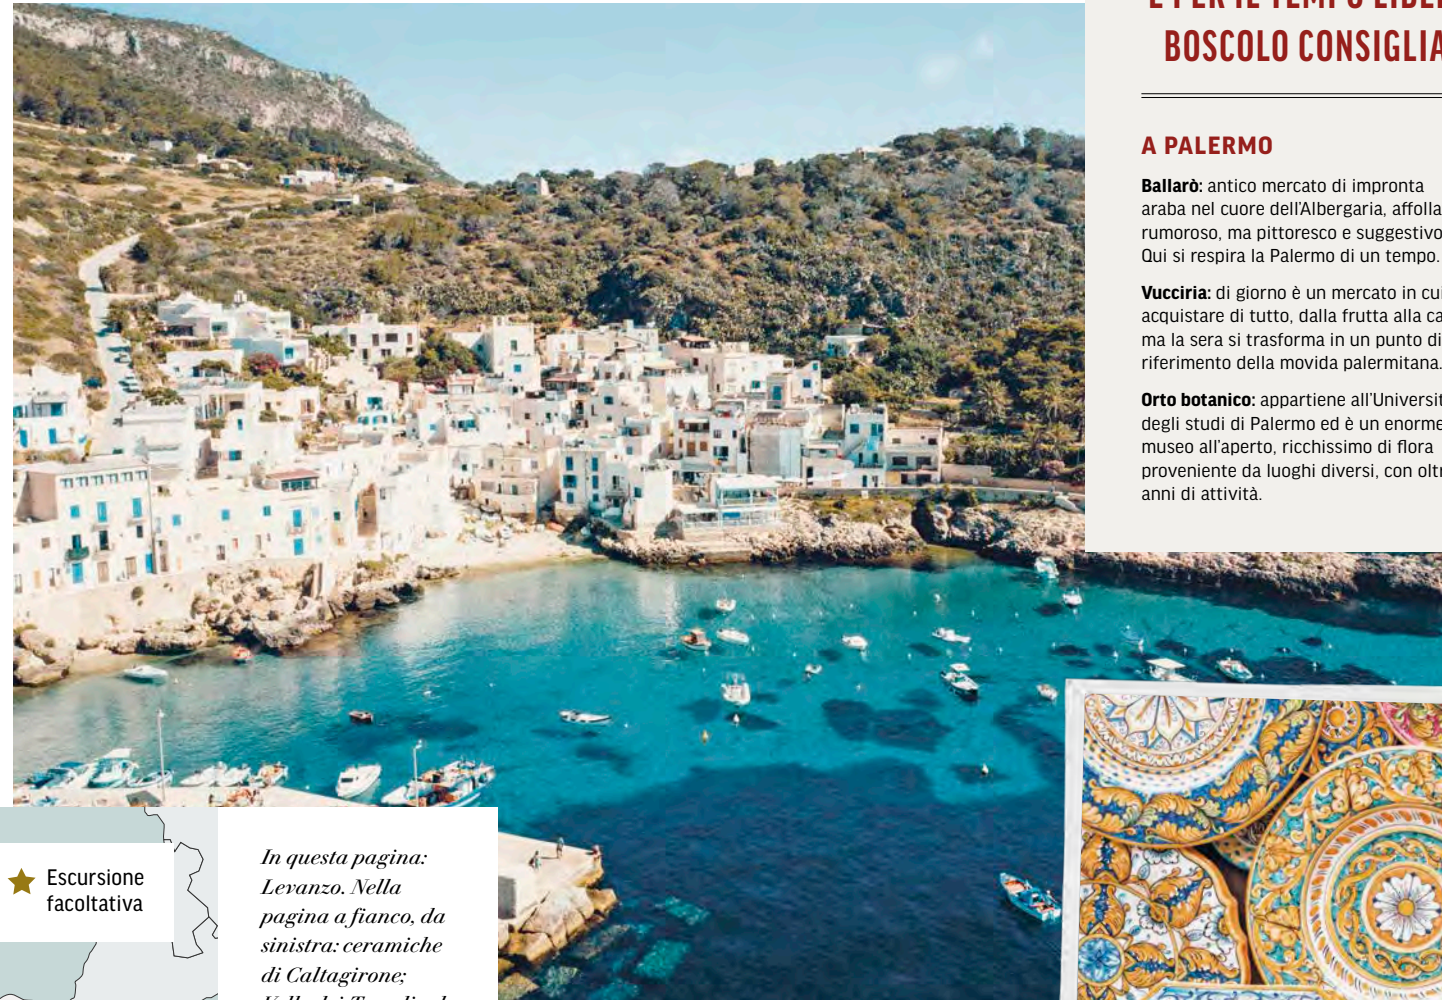 BOSCOLO CONSIGLIA
A PALERMO
Ballarò: antico mercato di impronta
araba nel cuore dell'Albergaria,
rumoroso, ma pittoresco e suggestivo
Qui si respira la Palermo di un tempo.
Vucciria: di giorno è un mercato in cui
acquistare di tutto, dalla frutta alla
ma la sera si trasforma in un punto di
riferimento della movida palermitana.
Orto botanico: appartiene all'Universit
degli studi di Palermo ed è un enorme
museo all'aperto, ricchissimo di flora
proveniente da luoghi diversi, con
anni di attività.
Escursione
facoltativa
In questa pagina:
Levanzo. Nella
pagina a fianco, da
sinistra: ceramiche
di Caltagirone;